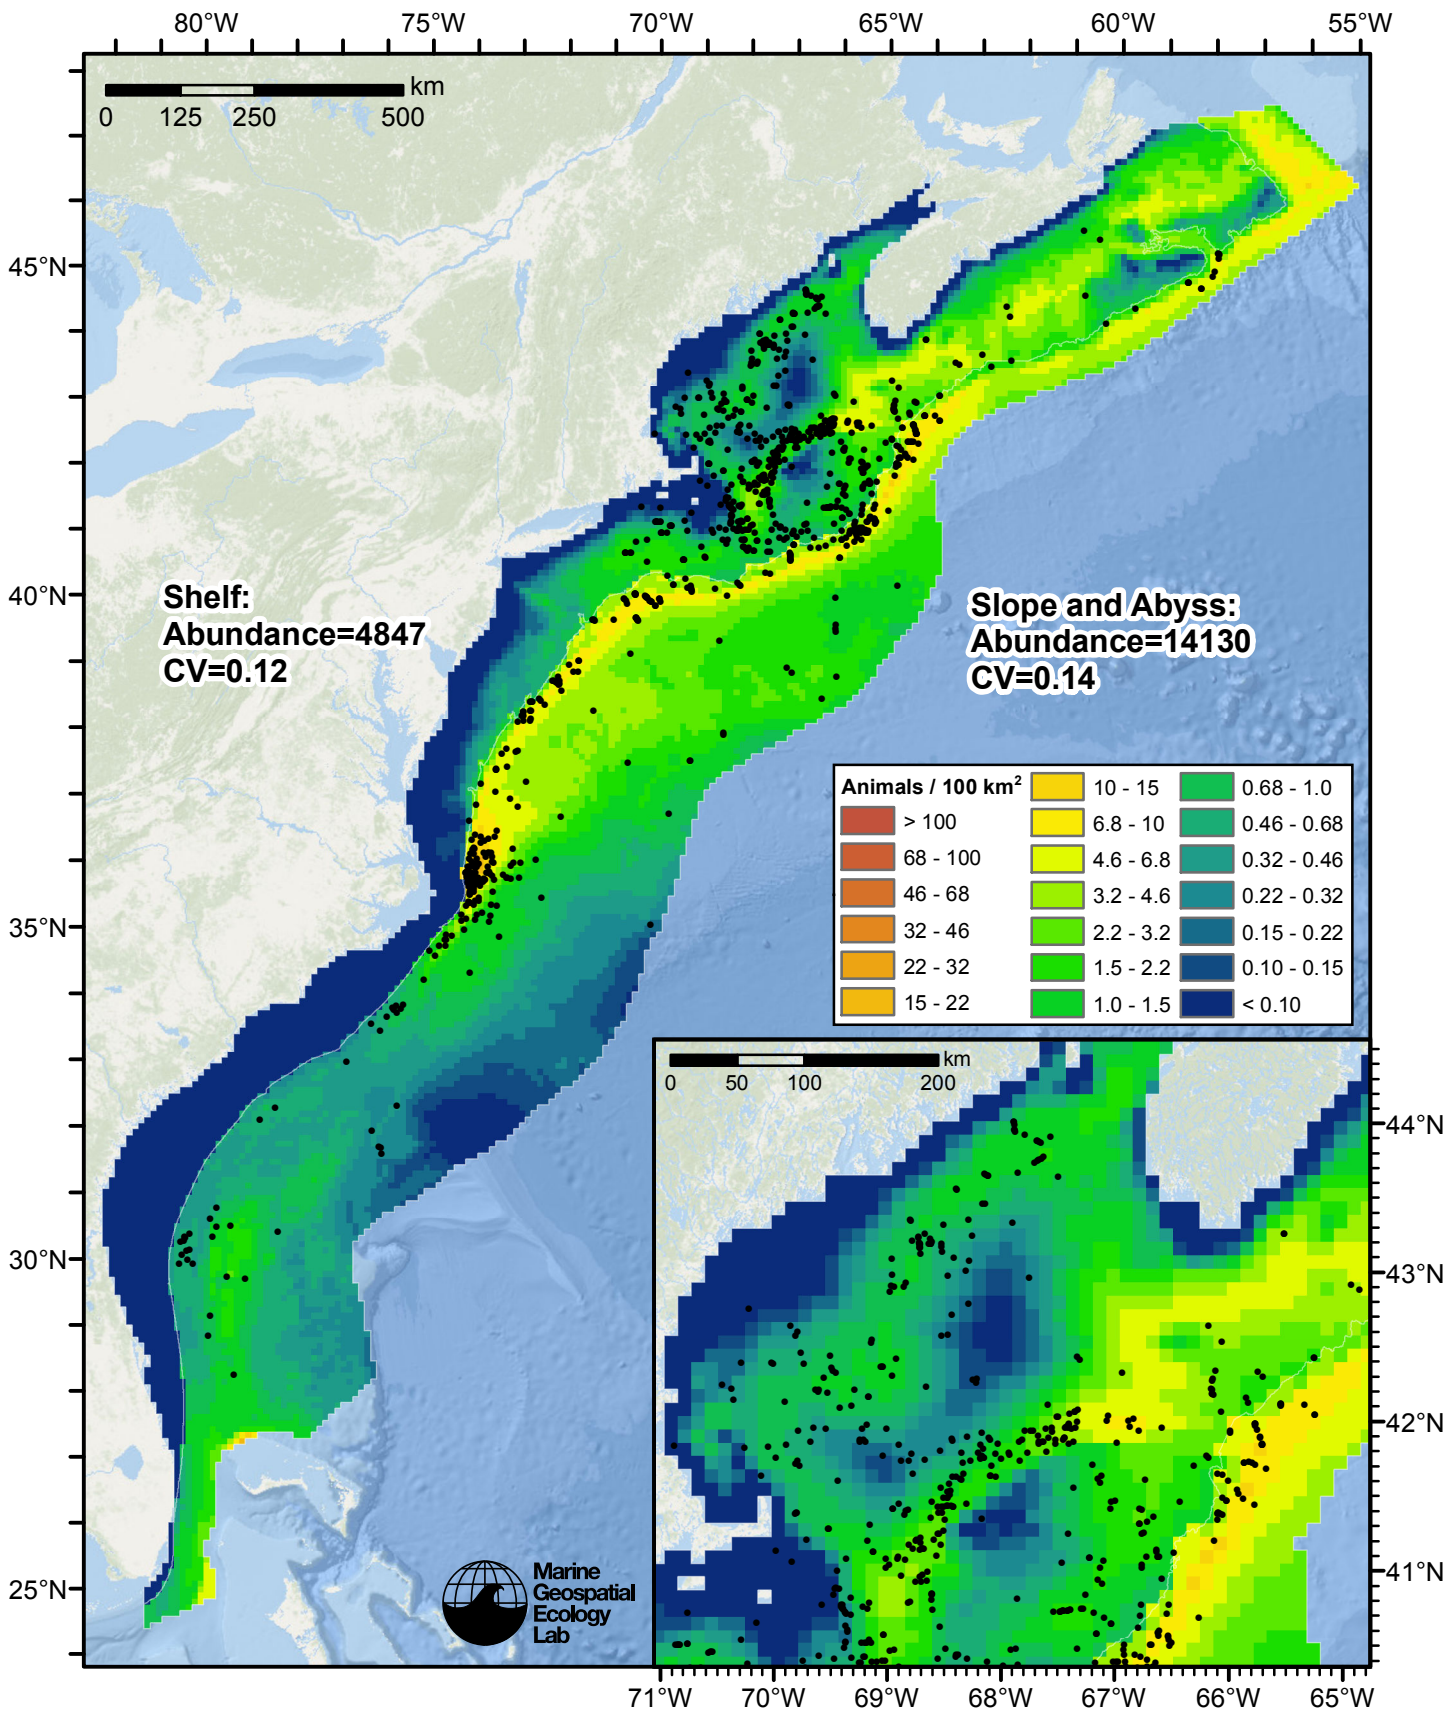 80°W 75°W 70°W 65°W 60°W 55°W
km
0 125 250 500
45°N
40°N
35°N
30°N
25°N
Shelf:
Abundance=4847
CV=0.12
Slope and Abyss:
Abundance=14130
CV=0.14
Animals / 100 km²
> 100
68 - 100
46 - 68
32 - 46
22 - 32
15 - 22
10 - 15
6.8 - 10
4.6 - 6.8
3.2 - 4.6
2.2 - 3.2
1.5 - 2.2
1.0 - 1.5
0.68 - 1.0
0.46 - 0.68
0.32 - 0.46
0.22 - 0.32
0.15 - 0.22
0.10 - 0.15
< 0.10
km
0 50 100 200
44°N
43°N
42°N
41°N
Marine
Geospatial
Ecology
Lab
71°W 70°W 69°W 68°W 67°W 66°W 65°W